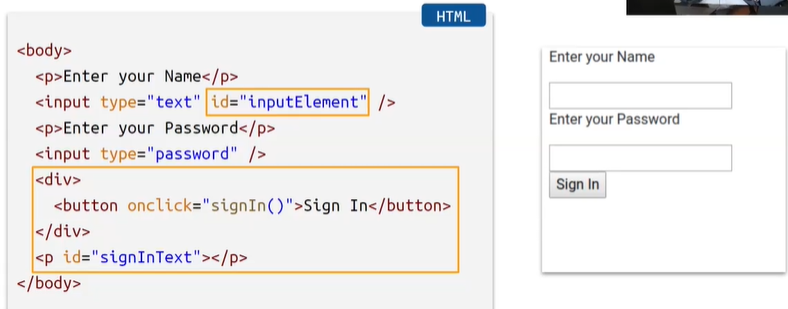 HTML
<body>
<p>Enter your Name</p>
<input type="text" id="inputElement" />
<p>Enter your Password</p>
<input type="password" />
<div>
<button onclick="signIn()">Sign In</button>
</div>
<p id="signInText"></p>
</body>
Enter your Name
Enter your Password
Sign In